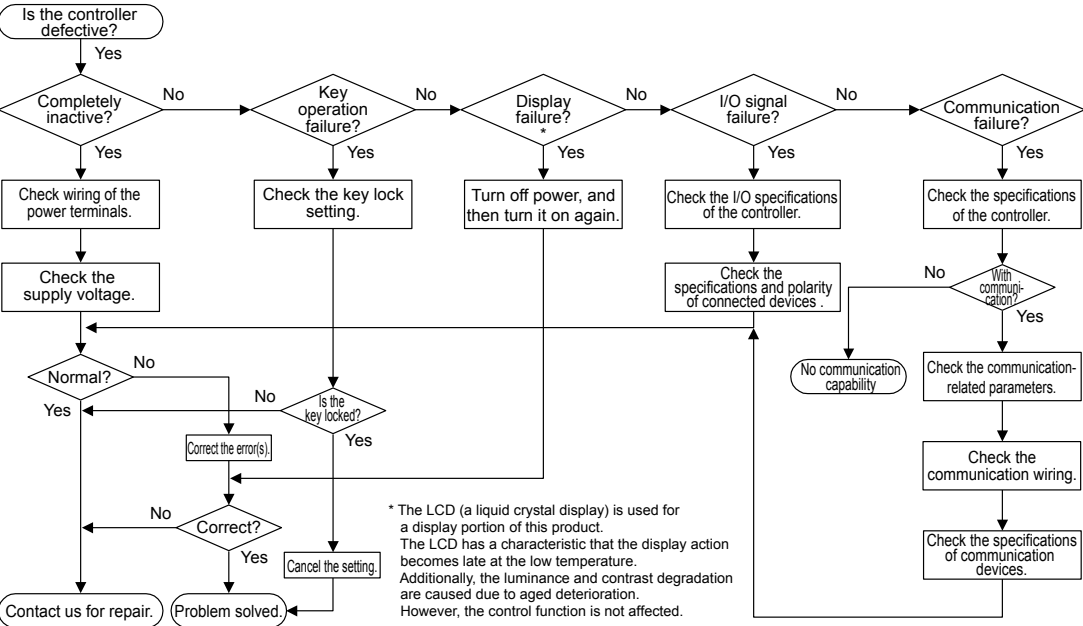 Is the controller
defective?
Yes
Completely
inactive?
No
Key
operation
failure?
No
Display
failure?
*
No
I/O signal
failure?
No
Communication
failure?
Yes
Yes
Yes
Yes
Yes
Check wiring of the
power terminals.
Check the key lock
setting.
Turn off power, and
then turn it on again.
Check the I/O specifications
of the controller.
Check the specifications
of the controller.
Check the
supply voltage.
Check the
specifications and polarity
of connected devices .
No
With
communi-
cation?
Yes
No communication
capability
Check the communication-
related parameters.
Normal?
No
Yes
No
Is the
key locked?
Yes
Correct the error(s).
Check the
communication wiring.
No
Correct?
Yes
Cancel the setting.
* The LCD (a liquid crystal display) is used for
a display portion of this product.
The LCD has a characteristic that the display action
becomes late at the low temperature.
Additionally, the luminance and contrast degradation
are caused due to aged deterioration.
However, the control function is not affected.
Check the specifications
of communication
devices.
Contact us for repair.
Problem solved.